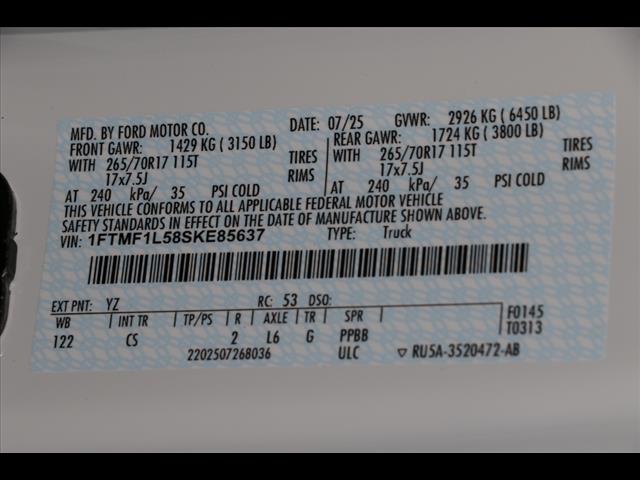 MFD. BY FORD MOTOR CO. DATE: 07/25 GVWR: 2926 KG ( 6450 LB)
FRONT GAWR: 1429 KG ( 3150 LB) REAR GAWR: 1724 KG ( 3800 LB)
WITH 265/70R17 115T TIRES WITH 265/70R17 115T TIRES
17x7.5J RIMS 17x7.5J RIMS
AT 240 kPa/ 35 PSI COLD AT 240 kPa/ 35 PSI COLD
THIS VEHICLE CONFORMS TO ALL APPLICABLE FEDERAL MOTOR VEHICLE
SAFETY STANDARDS IN EFFECT ON THE DATE OF MANUFACTURE SHOWN ABOVE.
VIN: 1FTMF1L58SKE85637 TYPE: Truck
EXT PNT: YZ RC: 53 DSO:
WB INT TR TP/PS R AXLE TR SPR F0145
122 CS 2 L6 G PPBB T0313
2202507268036 ULC ▽ RU5A-3520472-AB